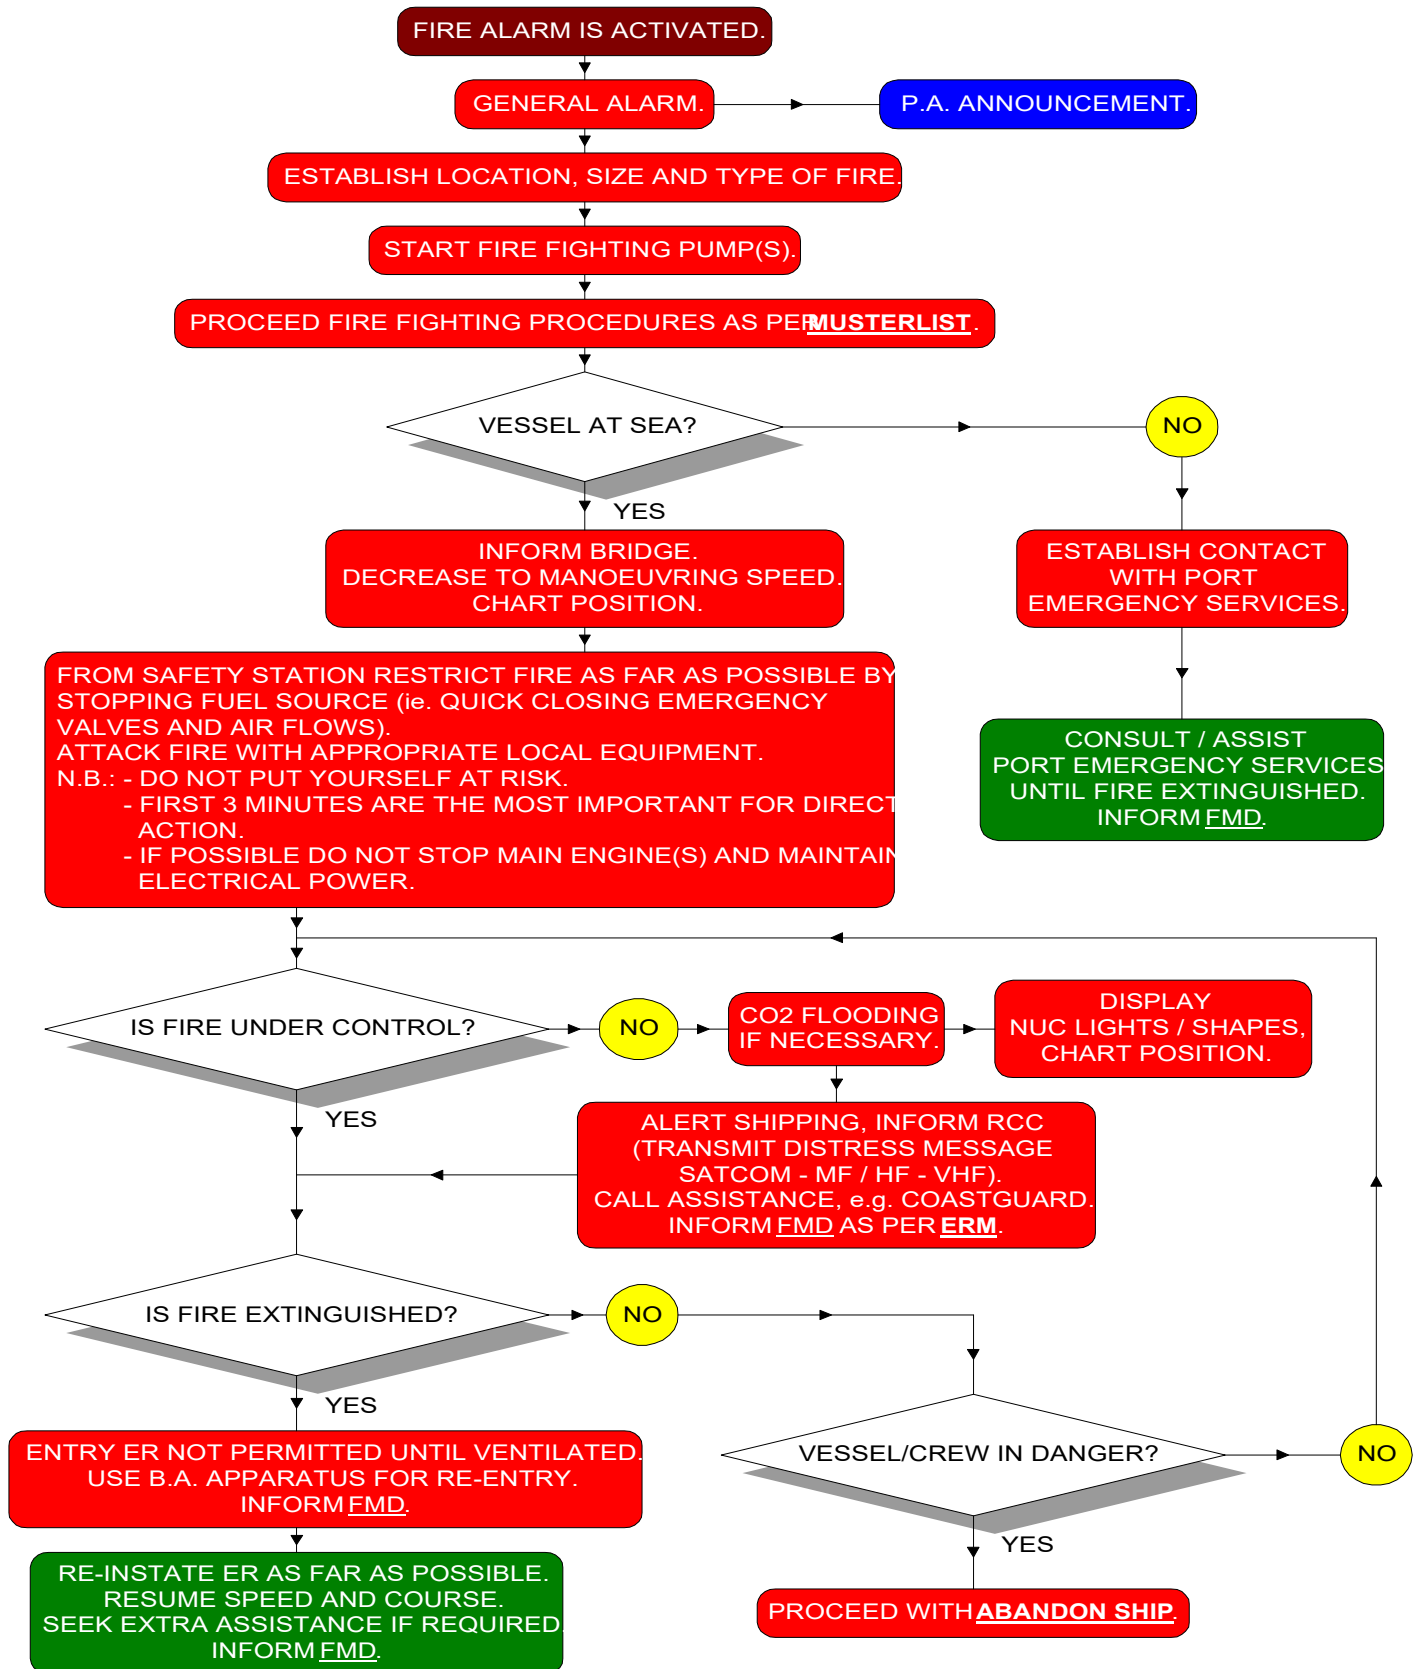 FIRE ALARM IS ACTIVATED.
GENERAL ALARM.
P.A. ANNOUNCEMENT.
ESTABLISH LOCATION, SIZE AND TYPE OF FIRE.
START FIRE FIGHTING PUMP(S).
PROCEED FIRE FIGHTING PROCEDURES AS PER MUSTERLIST.
VESSEL AT SEA?
NO
YES
INFORM BRIDGE.
DECREASE TO MANOEUVRING SPEED.
CHART POSITION.
ESTABLISH CONTACT
WITH PORT
EMERGENCY SERVICES.
FROM SAFETY STATION RESTRICT FIRE AS FAR AS POSSIBLE BY
STOPPING FUEL SOURCE (ie. QUICK CLOSING EMERGENCY
VALVES AND AIR FLOWS).
ATTACK FIRE WITH APPROPRIATE LOCAL EQUIPMENT.
N.B.: - DO NOT PUT YOURSELF AT RISK.
- FIRST 3 MINUTES ARE THE MOST IMPORTANT FOR DIRECT
ACTION.
- IF POSSIBLE DO NOT STOP MAIN ENGINE(S) AND MAINTAIN
ELECTRICAL POWER.
CONSULT / ASSIST
PORT EMERGENCY SERVICES
UNTIL FIRE EXTINGUISHED.
INFORM FMD.
IS FIRE UNDER CONTROL?
NO
CO2 FLOODING
IF NECESSARY.
DISPLAY
NUC LIGHTS / SHAPES,
CHART POSITION.
YES
ALERT SHIPPING, INFORM RCC
(TRANSMIT DISTRESS MESSAGE
SATCOM - MF / HF - VHF).
CALL ASSISTANCE, e.g. COASTGUARD.
INFORM FMD AS PER ERM.
IS FIRE EXTINGUISHED?
NO
YES
VESSEL/CREW IN DANGER?
NO
ENTRY ER NOT PERMITTED UNTIL VENTILATED.
USE B.A. APPARATUS FOR RE-ENTRY.
INFORM FMD.
YES
RE-INSTATE ER AS FAR AS POSSIBLE.
RESUME SPEED AND COURSE.
SEEK EXTRA ASSISTANCE IF REQUIRED.
INFORM FMD.
PROCEED WITH ABANDON SHIP.